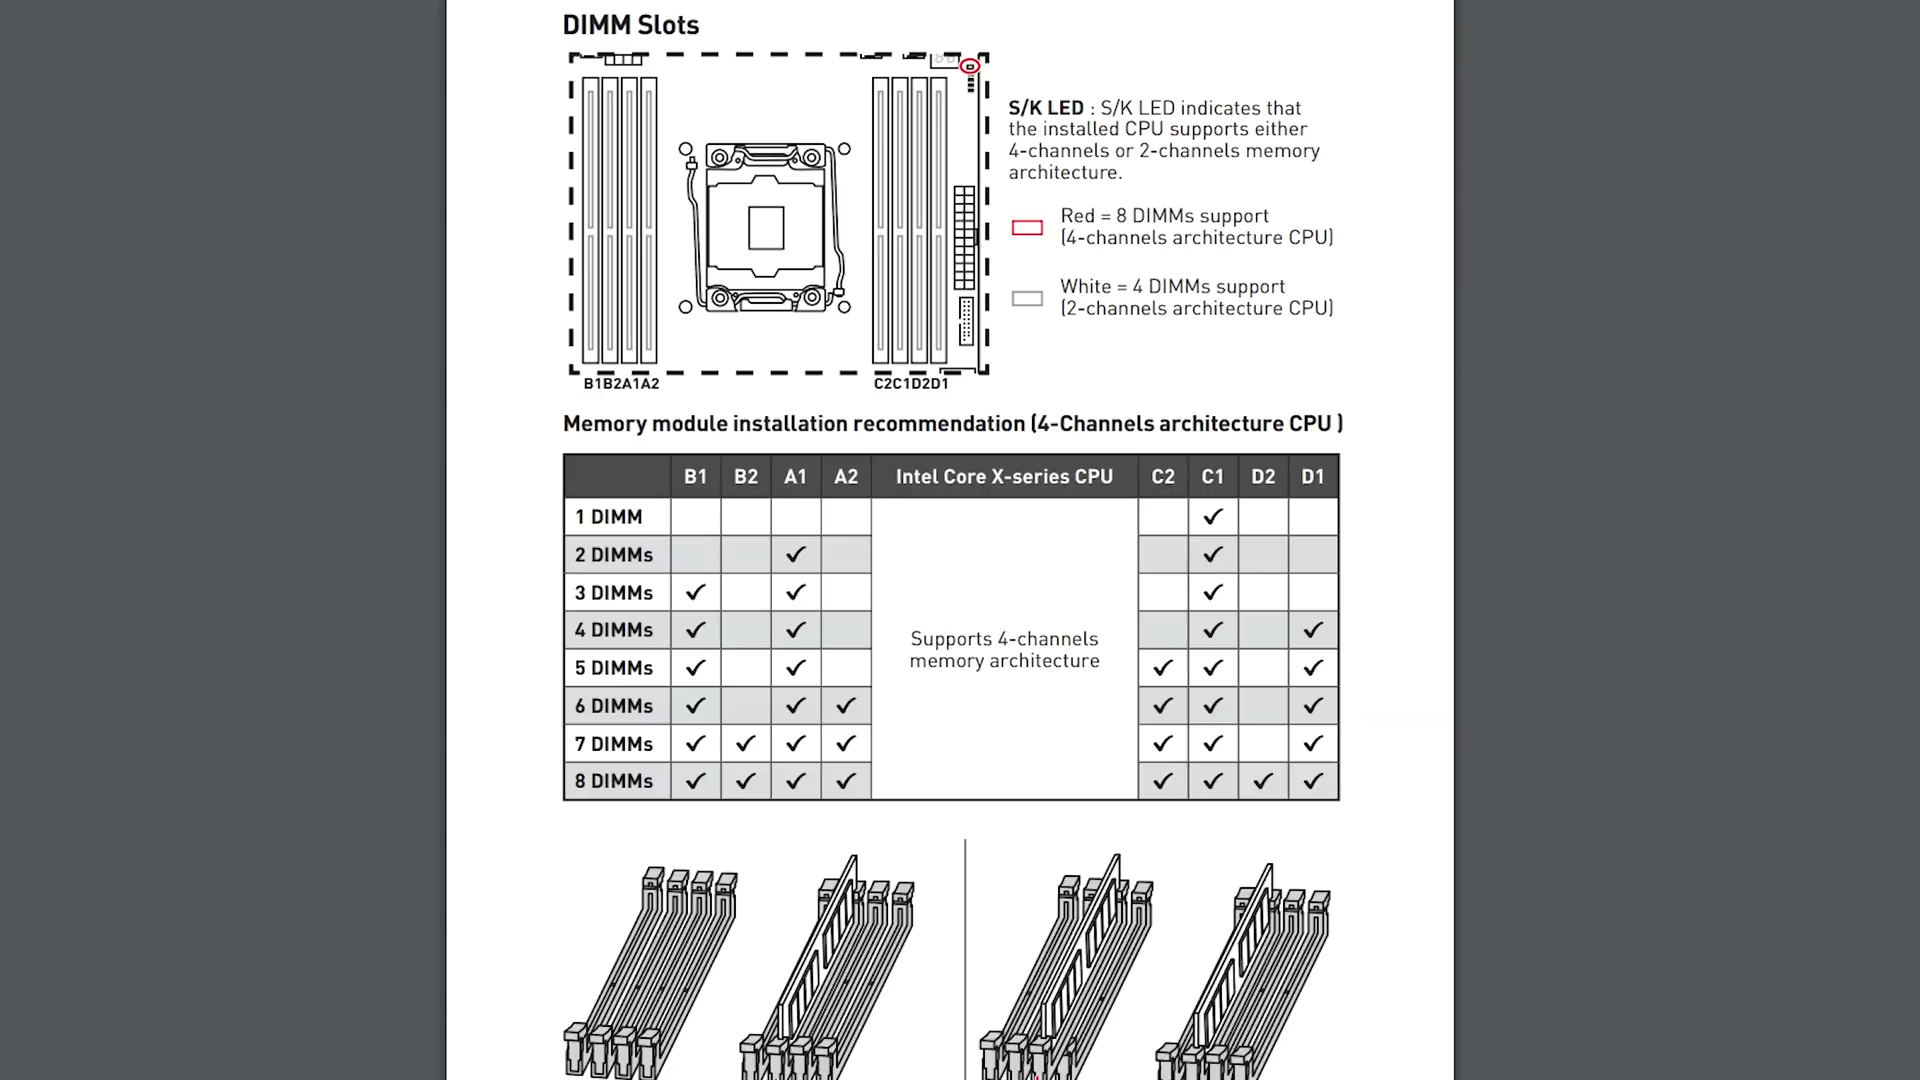 DIMM Slots
S/K LED : S/K LED indicates that
the installed CPU supports either
4-channels or 2-channels memory
architecture.
Red = 8 DIMMs support
(4-channels architecture CPU)
White = 4 DIMMs support
(2-channels architecture CPU)
B1B2A1A2 C2C1D2D1
Memory module installation recommendation (4-Channels architecture CPU )
B1 B2 A1 A2 Intel Core X-series CPU C2 C1 D2 D1
1 DIMM ✓
2 DIMMs ✓ ✓
3 DIMMs ✓ ✓ ✓
4 DIMMs ✓ ✓ ✓ ✓
Supports 4-channels
memory architecture
5 DIMMs ✓ ✓ ✓ ✓ ✓
6 DIMMs ✓ ✓ ✓ ✓ ✓ ✓
7 DIMMs ✓ ✓ ✓ ✓ ✓ ✓ ✓
8 DIMMs ✓ ✓ ✓ ✓ ✓ ✓ ✓ ✓